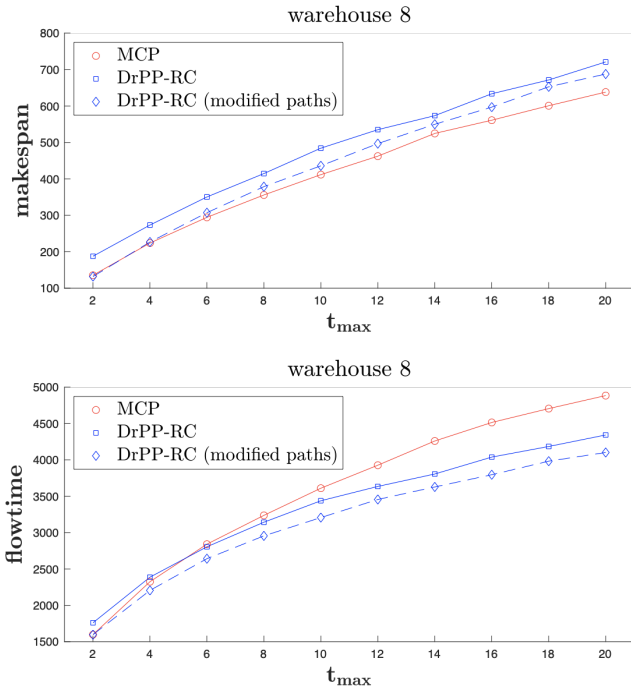 warehouse 8
800
700
600
500
400
300
200
100
makespan
MCP
DrPP-RC
DrPP-RC (modified paths)
2 4 6 8 10 12 14 16 18 20
tmax
warehouse 8
5000
4500
4000
3500
3000
2500
2000
1500
flowtime
MCP
DrPP-RC
DrPP-RC (modified paths)
2 4 6 8 10 12 14 16 18 20
tmax